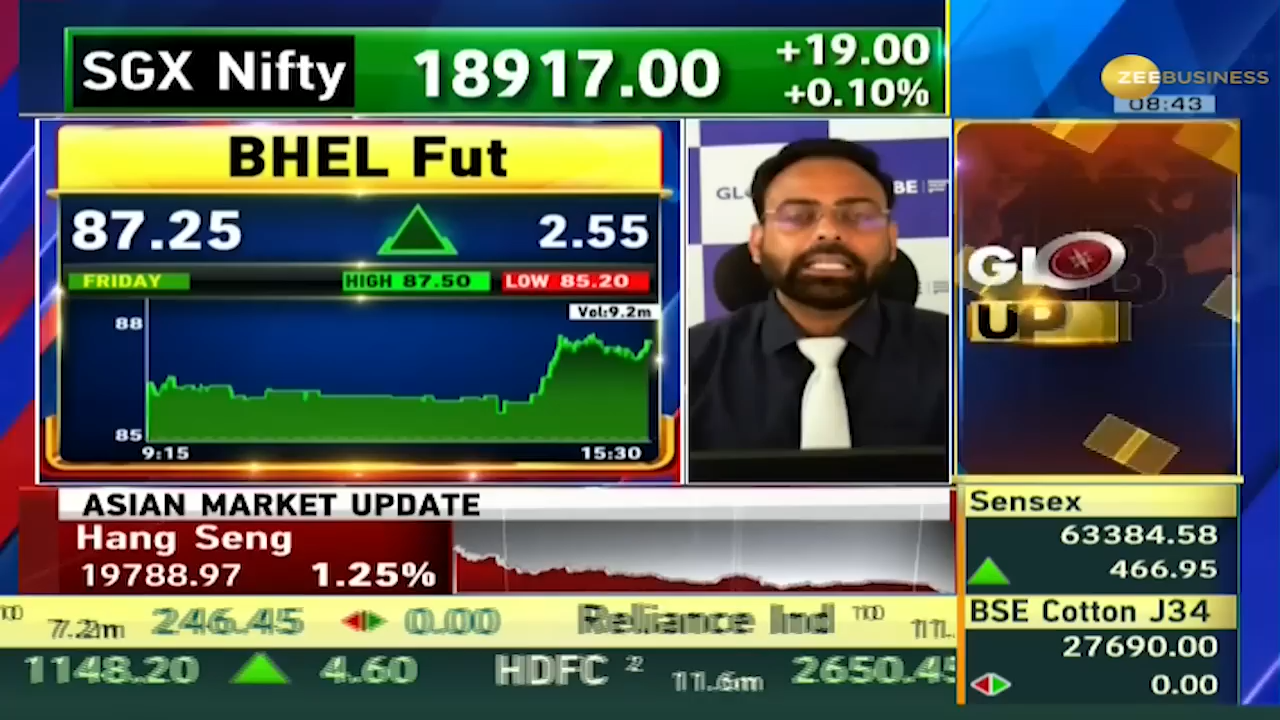 SGX Nifty 18917.00 +19.00
+0.10%
ZEEBUSINESS
08:43
BHEL Fut
87.25 2.55
FRIDAY HIGH 87.50 LOW 85.20
Vol:9.2m
88
85
9:15 15:30
UP
ASIAN MARKET UPDATE
Hang Seng
19788.97 1.25%
Sensex
63384.58
466.95
BSE Cotton J34
27690.00
0.00
7.2m 246.45 0.00 Reliance Ind
1148.20 4.60 HDFC 11.6m 2650.45